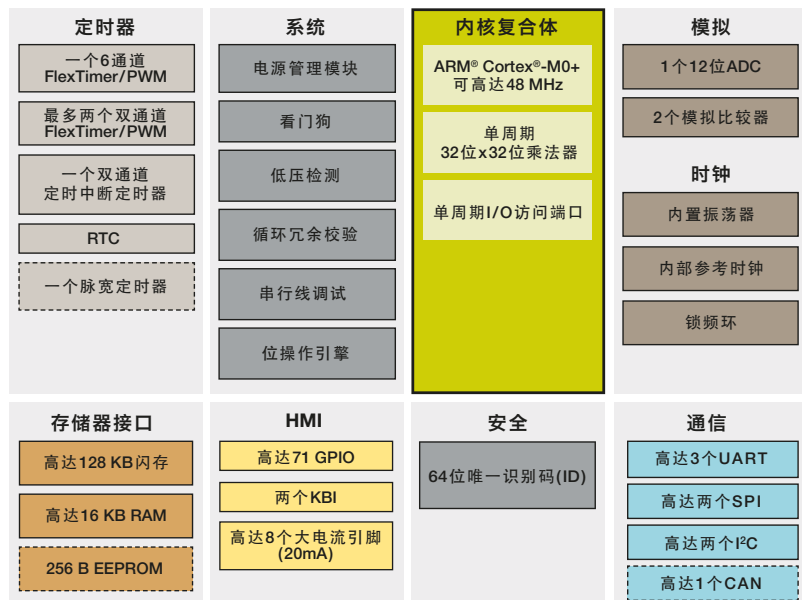 定时器
一个6通道
FlexTimer/PWM
最多两个双通道
FlexTimer/PWM
一个双通道
定时中断定时器
RTC
一个脉宽定时器
系统
电源管理模块
看门狗
低压检测
循环冗余校验
串行线调试
位操作引擎
内核复合体
ARM® Cortex®-M0+
可高达48 MHz
单周期
32位x32位乘法器
单周期I/O访问端口
模拟
1个12位ADC
2个模拟比较器
时钟
内置振荡器
内部参考时钟
锁频环
存储器接口
高达128 KB闪存
高达16 KB RAM
256 B EEPROM
HMI
高达71 GPIO
两个KBI
高达8个大电流引脚
(20mA)
安全
64位唯一识别码(ID)
通信
高达3个UART
高达两个SPI
高达两个I²C
高达1个CAN